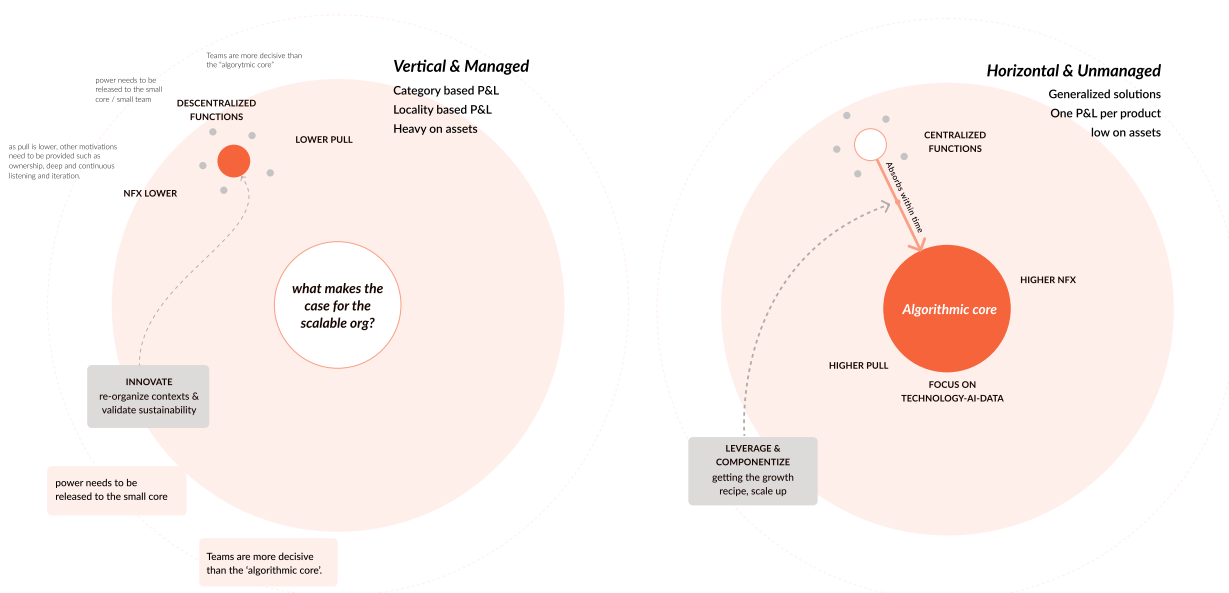 Teams are more decisive than
the “algorytmic core”
power needs to be
released to the small
core / small team
DESCENTRALIZED
FUNCTIONS
LOWER PULL
as pull is lower, other motivations
need to be provided such as
ownership, deep and continuous
listening and iteration.
NFX LOWER
Vertical & Managed
Category based P&L
Locality based P&L
Heavy on assets
what makes the
case for the
scalable org?
INNOVATE
re-organize contexts &
validate sustainability
power needs to be
released to the small core
Teams are more decisive
than the ‘algorithmic core’.
Horizontal & Unmanaged
Generalized solutions
One P&L per product
low on assets
CENTRALIZED
FUNCTIONS
Absorbs within time
HIGHER NFX
Algorithmic core
HIGHER PULL
FOCUS ON
TECHNOLOGY-AI-DATA
LEVERAGE &
COMPONENTIZE
getting the growth
recipe, scale up